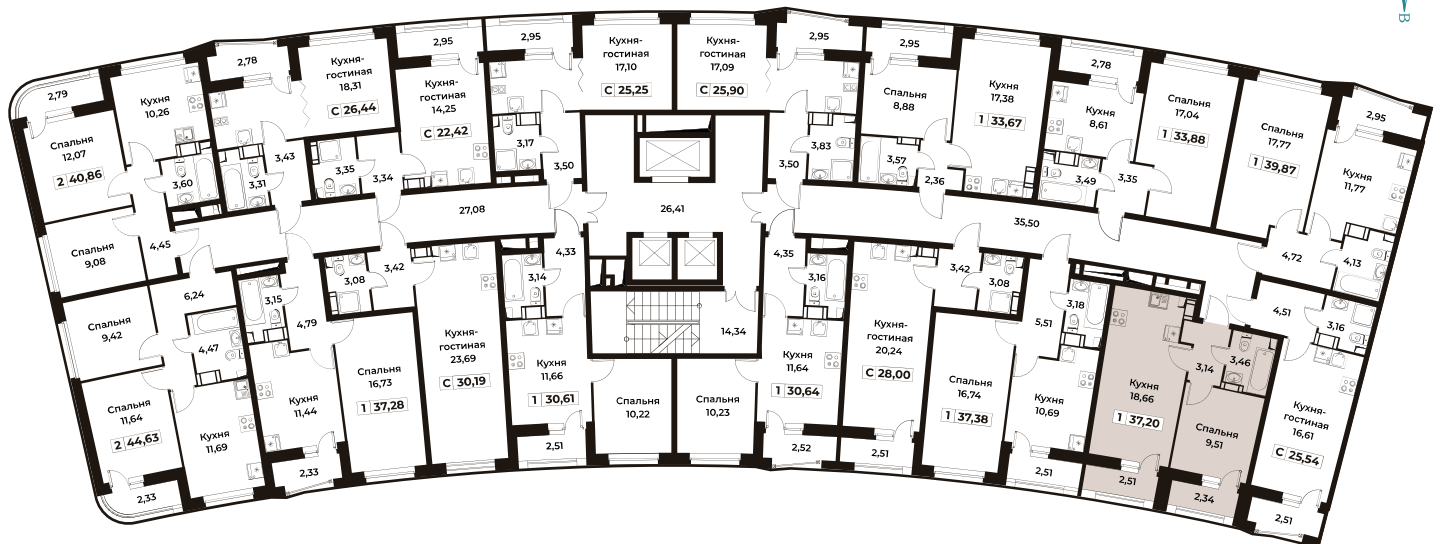 В
2,79
Кухня
10,26
Спальня
12,07
2 40,86
3,60
2,78
Кухня-
гостиная
18,31
С 26,44
3,43
3,31
2,95
Кухня-
гостиная
14,25
С 22,42
3,35
3,34
2,95
Кухня-
гостиная
17,10
С 25,25
3,17
3,50
Кухня-
гостиная
17,09
С 25,90
2,95
3,83
3,50
2,95
Спальня
8,88
3,57
2,36
Кухня
17,38
1 33,67
2,78
Кухня
8,61
3,49
3,35
Спальня
17,04
1 33,88
Спальня
17,77
1 39,87
2,95
Кухня
11,77
4,72
4,13
27,08
26,41
35,50
14,34
Спальня
9,08
4,45
6,24
Спальня
9,42
4,47
Спальня
11,64
2 44,63
Кухня
11,69
2,33
3,15
4,79
Кухня
11,44
2,33
Спальня
16,73
1 37,28
3,08
3,42
Кухня-
гостиная
23,69
С 30,19
3,14
4,33
Кухня
11,66
1 30,61
2,51
Спальня
10,22
Спальня
10,23
4,35
3,16
Кухня
11,64
1 30,64
2,52
Кухня-
гостиная
20,24
С 28,00
2,51
3,42
3,08
Спальня
16,74
1 37,38
5,51
3,18
Кухня
10,69
2,51
Кухня
18,66
1 37,20
2,51
3,14
3,46
Спальня
9,51
2,34
4,51
3,16
Кухня-
гостиная
16,61
С 25,54
2,51